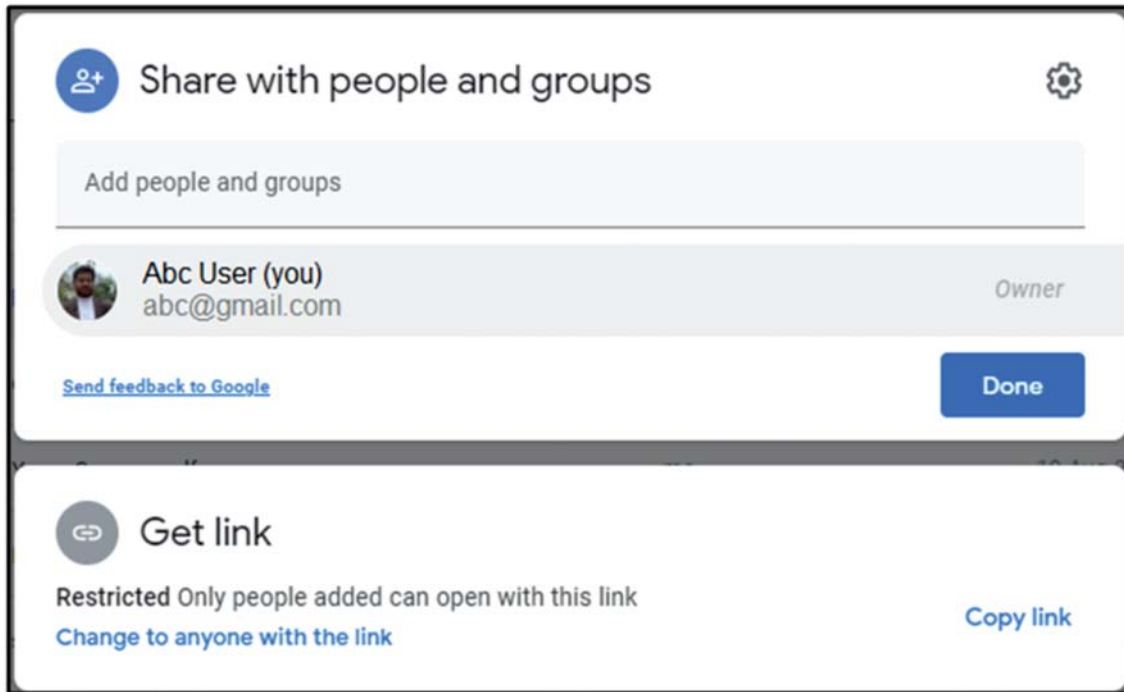 Share with people and groups
Add people and groups
Abc User (you)
abc@gmail.com
Owner
Send feedback to Google
Done
Get link
Restricted Only people added can open with this link
Change to anyone with the link
Copy link